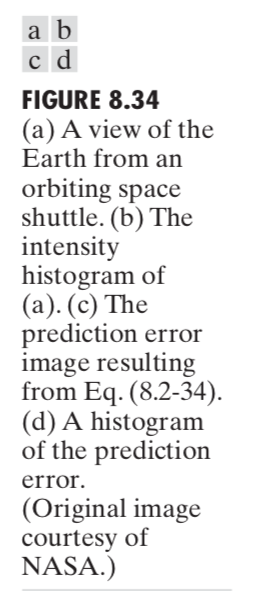 a b
c d
FIGURE 8.34
(a) A view of the
Earth from an
orbiting space
shuttle. (b) The
intensity
histogram of
(a). (c) The
prediction error
image resulting
from Eq. (8.2-34).
(d) A histogram
of the prediction
error.
(Original image
courtesy of
NASA.)